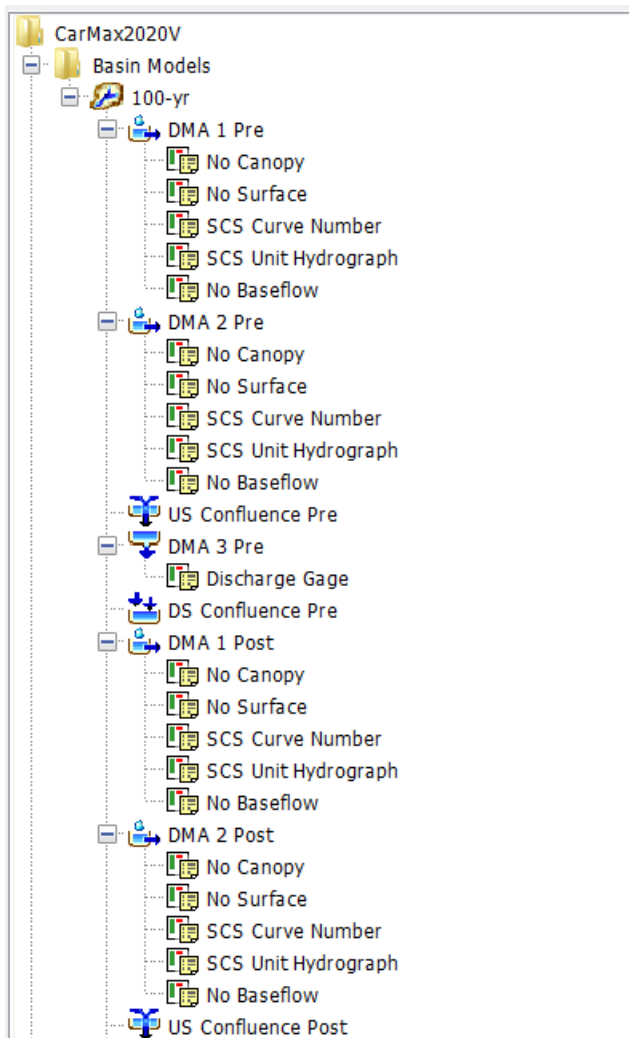 CarMax2020V
Basin Models
100-yr
DMA 1 Pre
No Canopy
No Surface
SCS Curve Number
SCS Unit Hydrograph
No Baseflow
DMA 2 Pre
No Canopy
No Surface
SCS Curve Number
SCS Unit Hydrograph
No Baseflow
US Confluence Pre
DMA 3 Pre
Discharge Gage
DS Confluence Pre
DMA 1 Post
No Canopy
No Surface
SCS Curve Number
SCS Unit Hydrograph
No Baseflow
DMA 2 Post
No Canopy
No Surface
SCS Curve Number
SCS Unit Hydrograph
No Baseflow
US Confluence Post